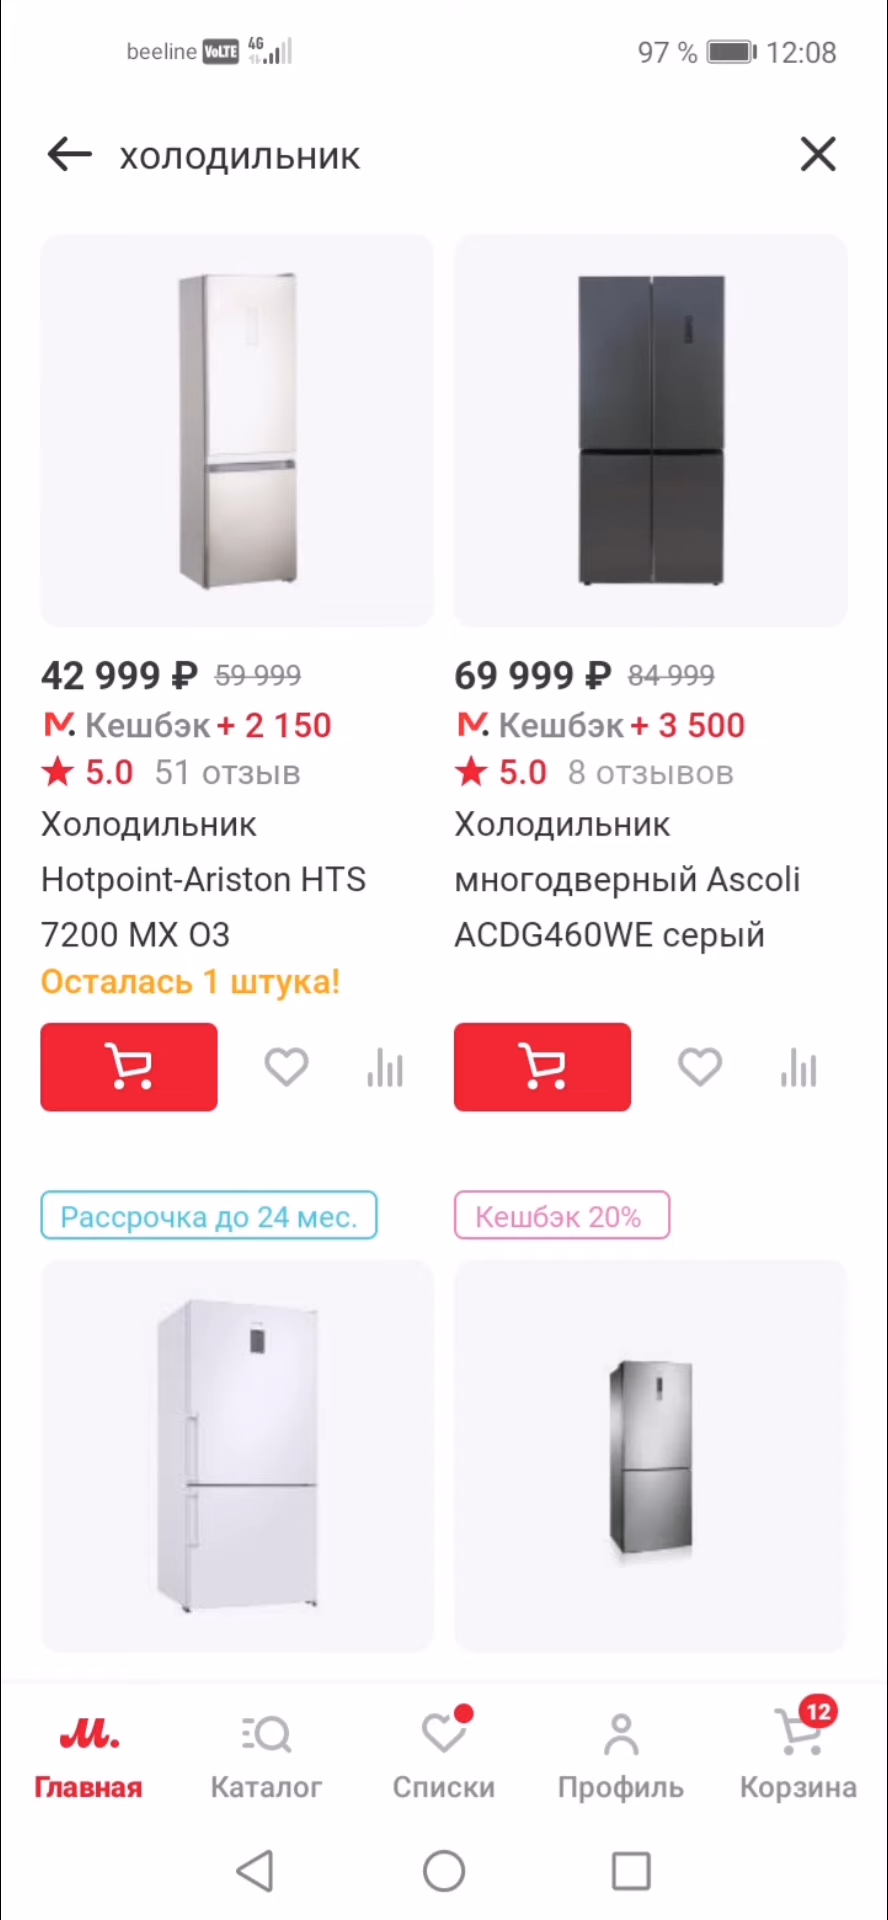 beeline VoLTE 4G 97 % 12:08
холодильник
42 999 ₽ 59 999
Кешбэк + 2 150
5.0 51 отзыв
Холодильник
Hotpoint-Ariston HTS
7200 MX O3
Осталась 1 штука!
69 999 ₽ 84 999
Кешбэк + 3 500
5.0 8 отзывов
Холодильник
многодверный Ascoli
ACDG460WE серый
Рассрочка до 24 мес.
Кешбэк 20%
м.
Главная
Каталог
Списки
Профиль
12
Корзина